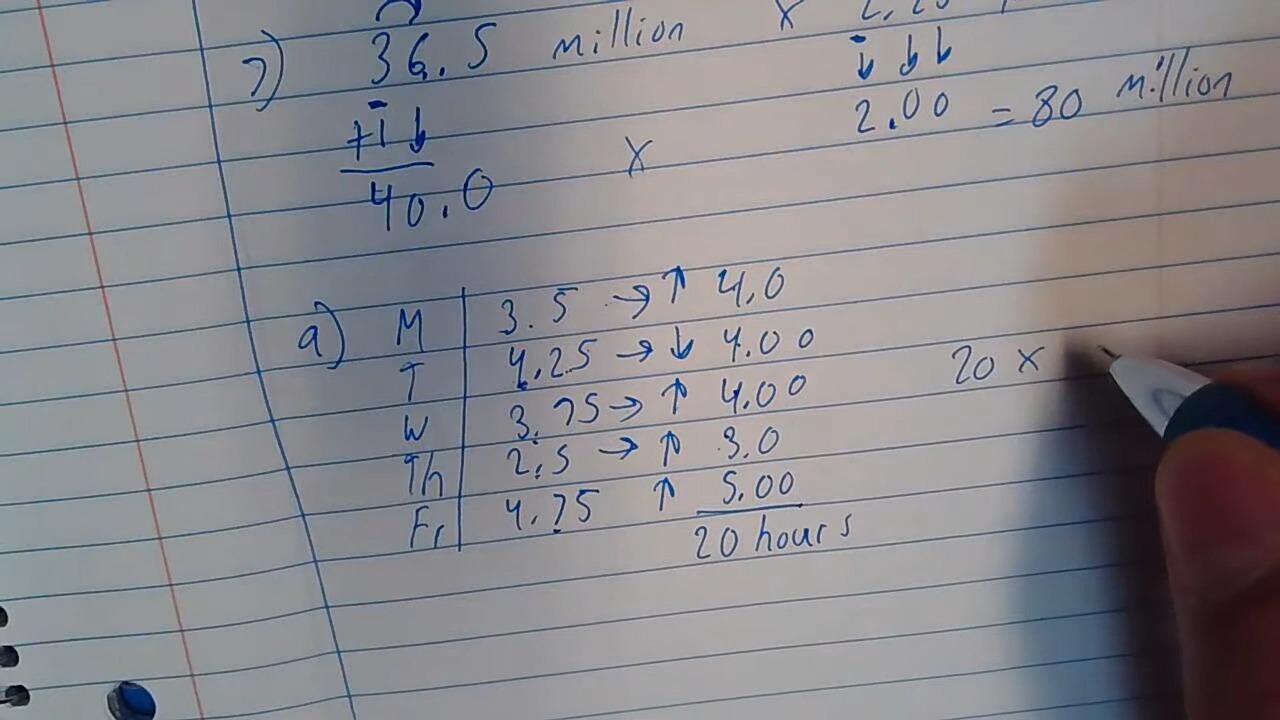 7) 36.5 million x
↓ ↓ ↓
+1 ↓ 2.00 = 80 million
40.0 x
9) M 3.5 → ↑ 4.0
T 4.25 → ↓ 4.00
W 3.75 → ↑ 4.00
Th 2.5 → ↑ 3.0
Fr 4.75 ↑ 5.00
20 hours
20 x